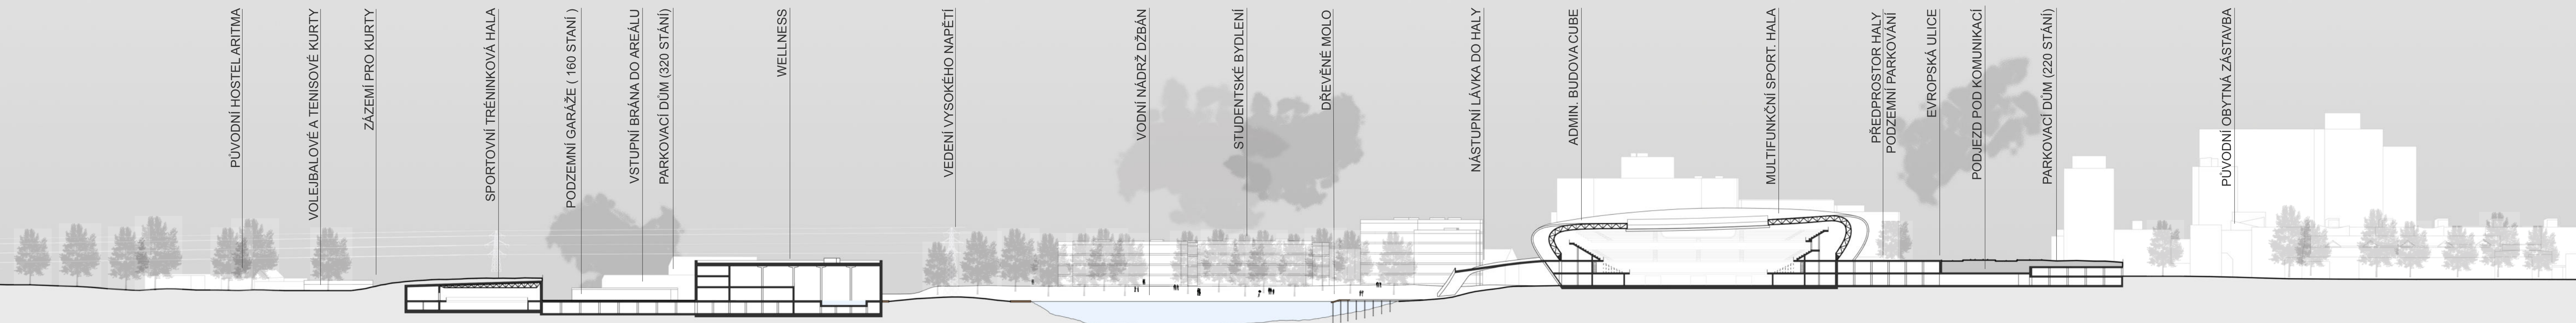 PŮVODNÍ HOSTEL ARITMA
VOLEJBALOVÉ A TENISOVÉ KURTY
ZÁZEMÍ PRO KURTY
SPORTOVNÍ TRÉNINKOVÁ HALA
PODZEMNÍ GARÁŽE ( 160 STANÍ )
VSTUPNÍ BRÁNA DO AREÁLU
PARKOVACÍ DŮM (320 STÁNÍ)
WELLNESS
VEDENÍ VYSOKÉHO NAPĚTÍ
VODNÍ NÁDRŽ DŽBÁN
STUDENTSKÉ BYDLENÍ
DŘEVĚNÉ MOLO
NÁSTUPNÍ LÁVKA DO HALY
ADMIN. BUDOVA CUBE
MULTIFUNKČNÍ SPORT. HALA
PŘEDPROSTOR HALY
PODZEMNÍ PARKOVÁNÍ
EVROPSKÁ ULICE
PODJEZD POD KOMUNIKACÍ
PARKOVACÍ DŮM (220 STÁNÍ)
PŮVODNÍ OBYTNÁ ZÁSTAVBA